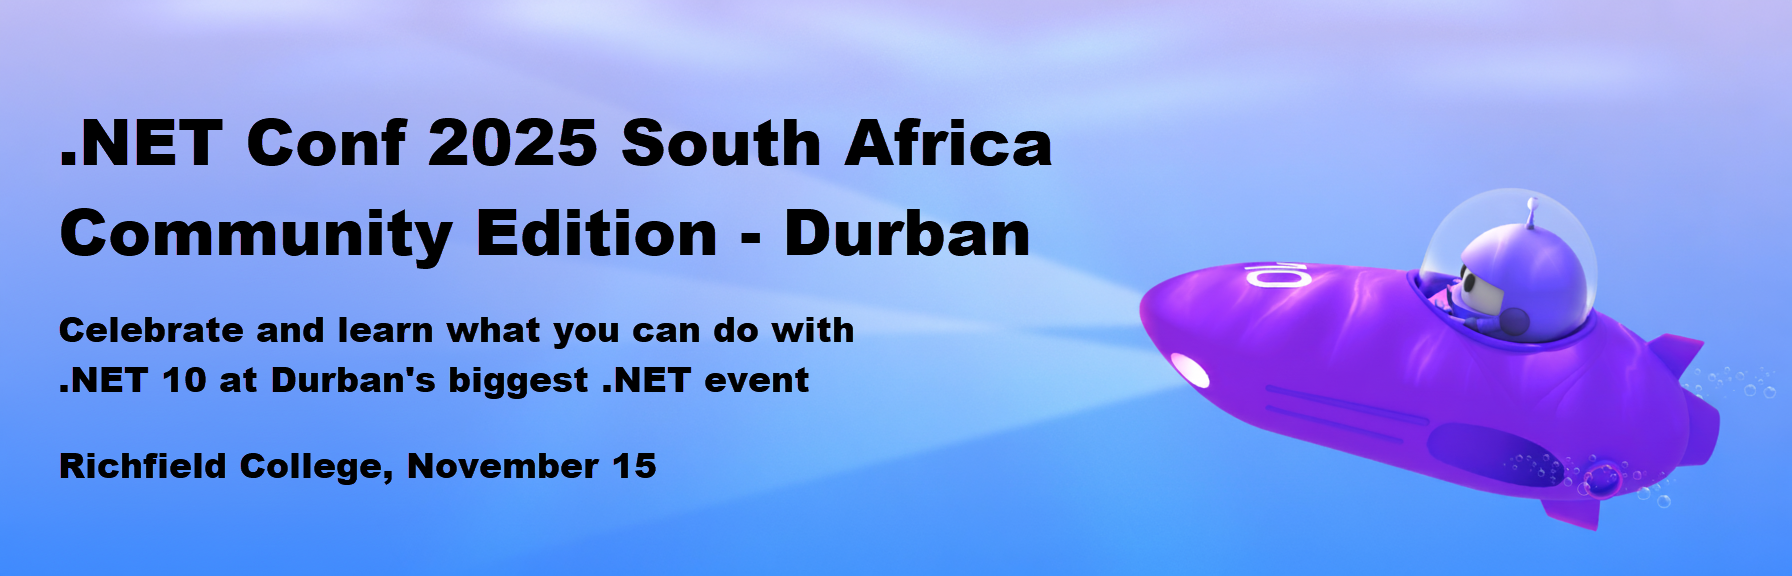 .NET Conf 2025 South Africa
Community Edition - Durban
Celebrate and learn what you can do with
.NET 10 at Durban's biggest .NET event
Richfield College, November 15
10